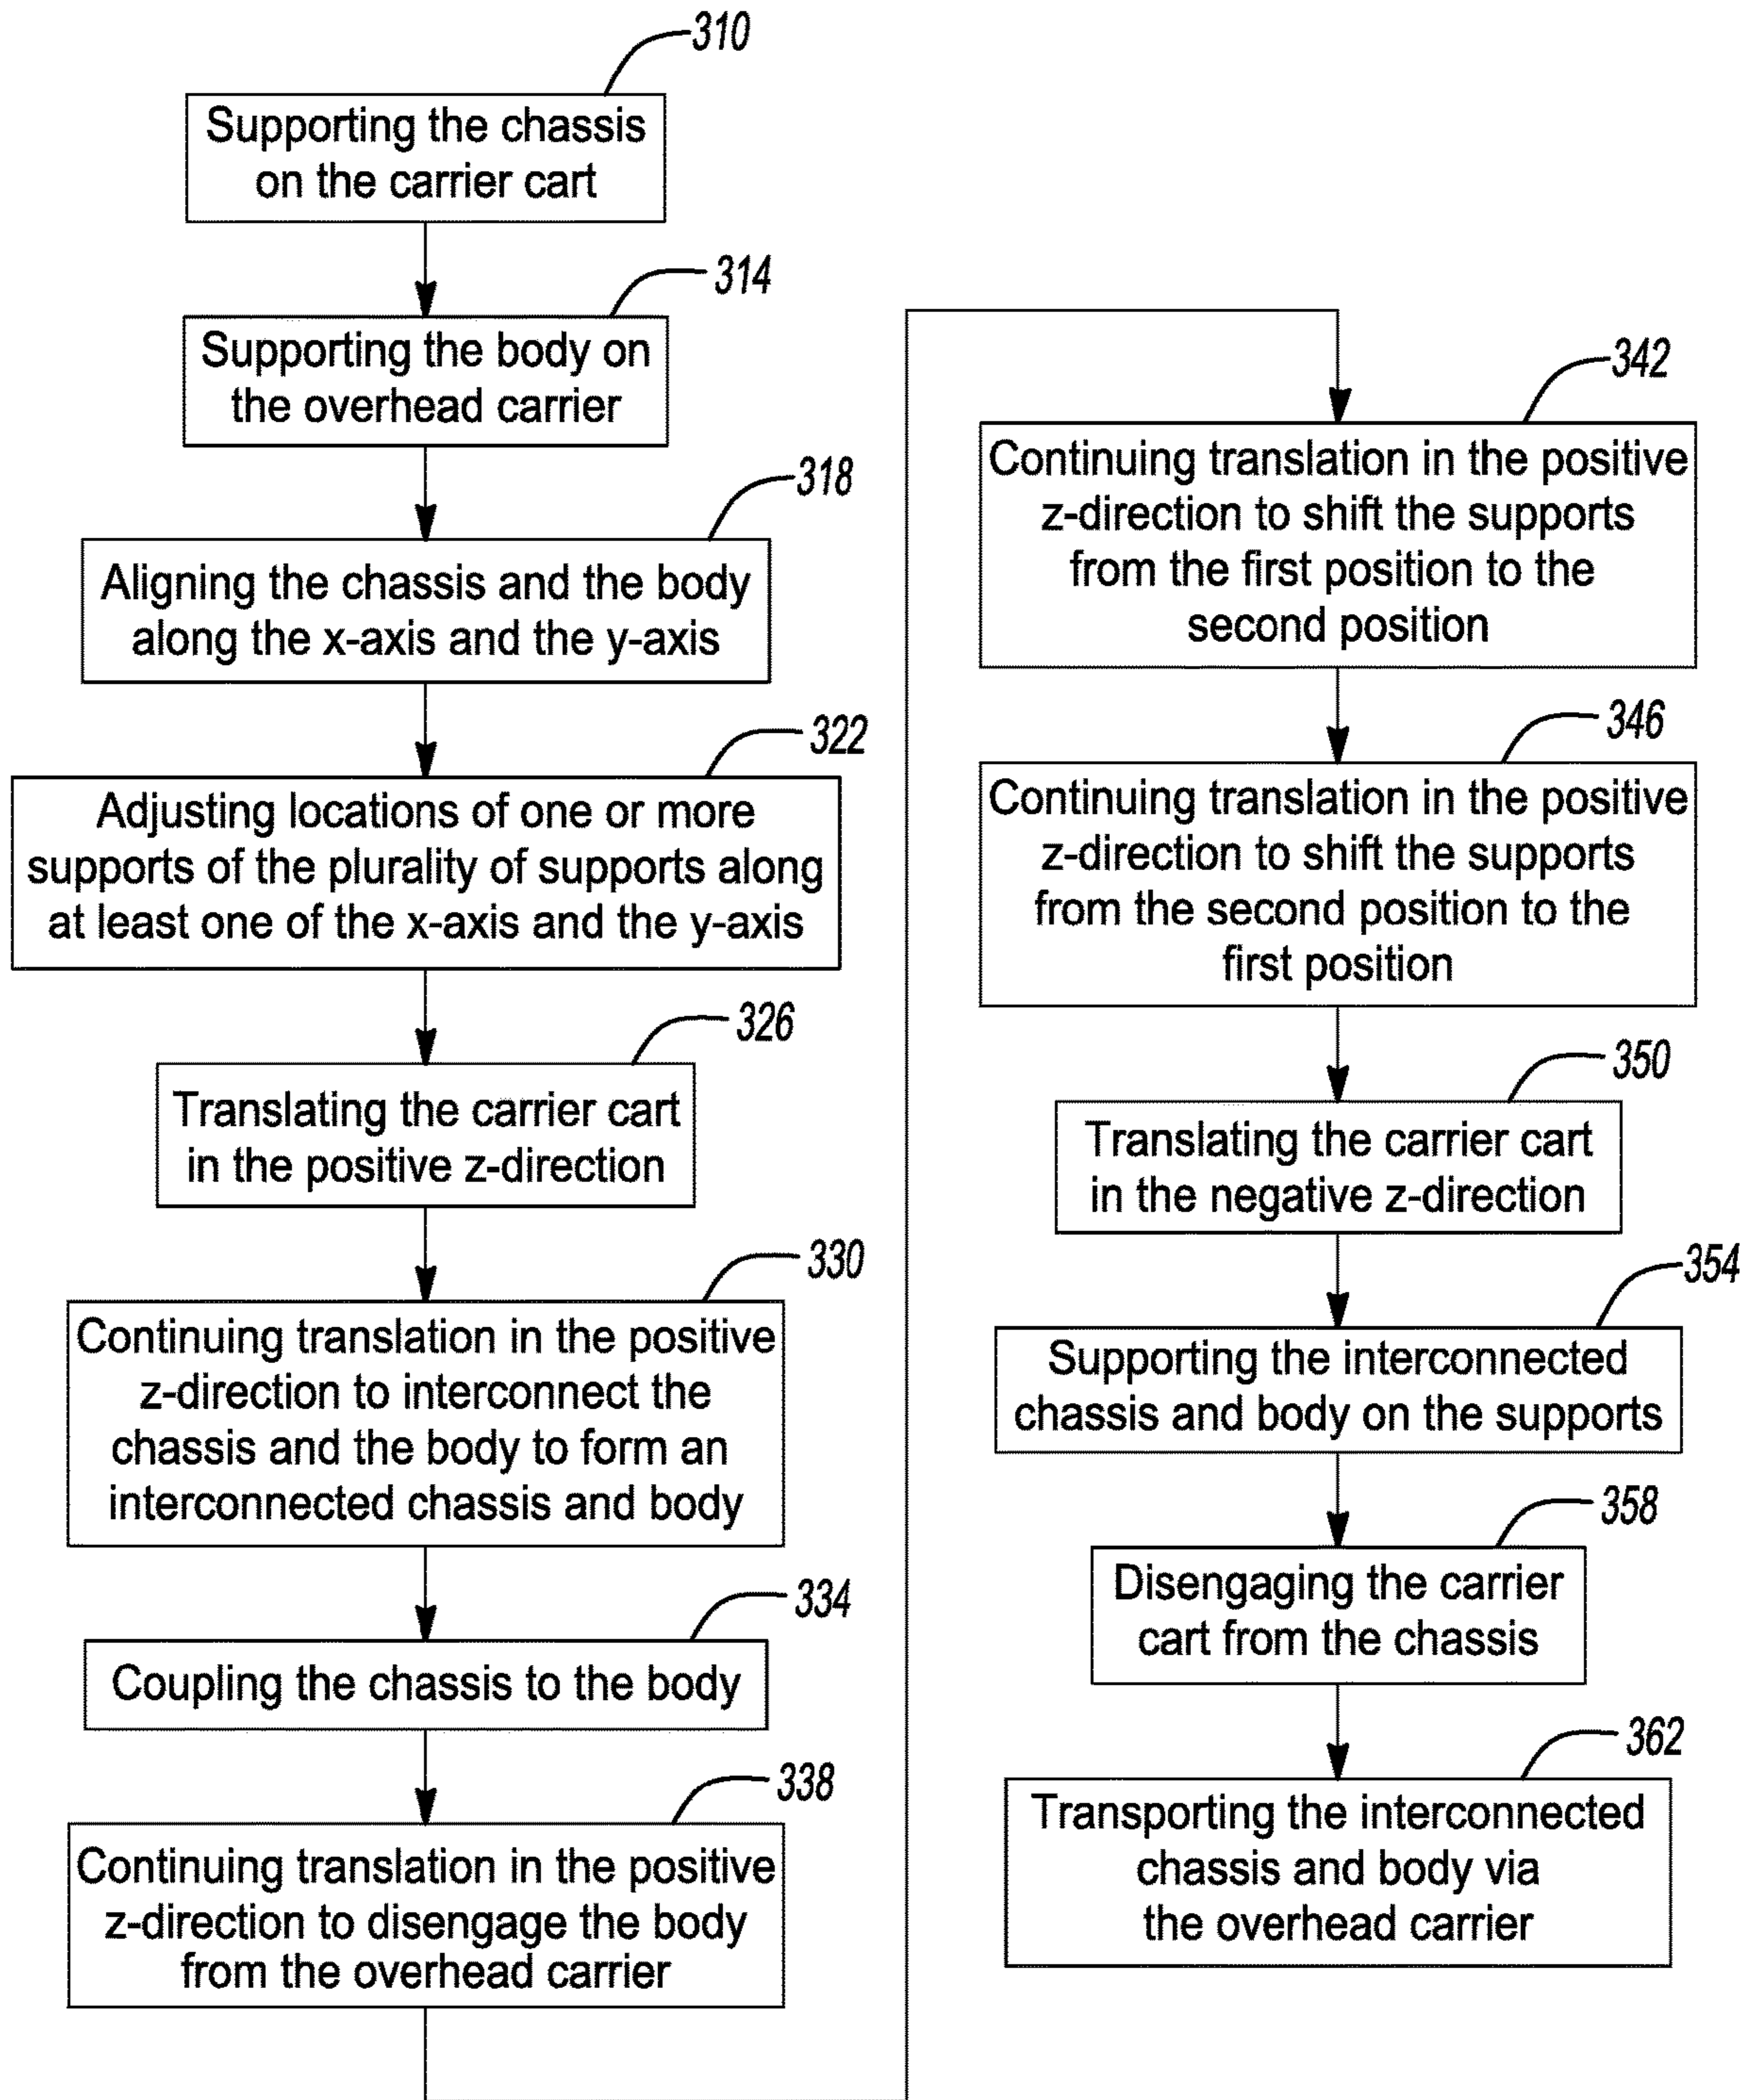 310
Supporting the chassis
on the carrier cart
314
Supporting the body on
the overhead carrier
318
Aligning the chassis and the body
along the x-axis and the y-axis
322
Adjusting locations of one or more
supports of the plurality of supports along
at least one of the x-axis and the y-axis
326
Translating the carrier cart
in the positive z-direction
330
Continuing translation in the positive
z-direction to interconnect the
chassis and the body to form an
interconnected chassis and body
334
Coupling the chassis to the body
338
Continuing translation in the positive
z-direction to disengage the body
from the overhead carrier
342
Continuing translation in the positive
z-direction to shift the supports
from the first position to the
second position
346
Continuing translation in the positive
z-direction to shift the supports
from the second position to the
first position
350
Translating the carrier cart
in the negative z-direction
354
Supporting the interconnected
chassis and body on the supports
358
Disengaging the carrier
cart from the chassis
362
Transporting the interconnected
chassis and body via
the overhead carrier